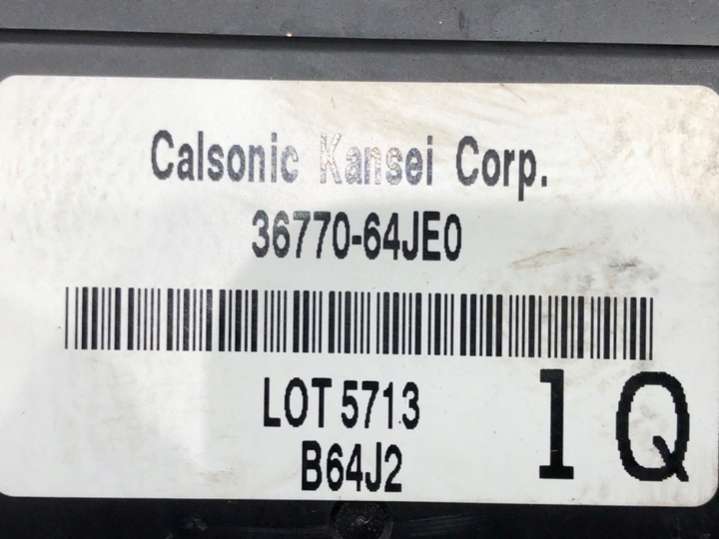 Calsonic Kansei Corp.
36770-64JE0
LOT 5713
B64J2
1Q